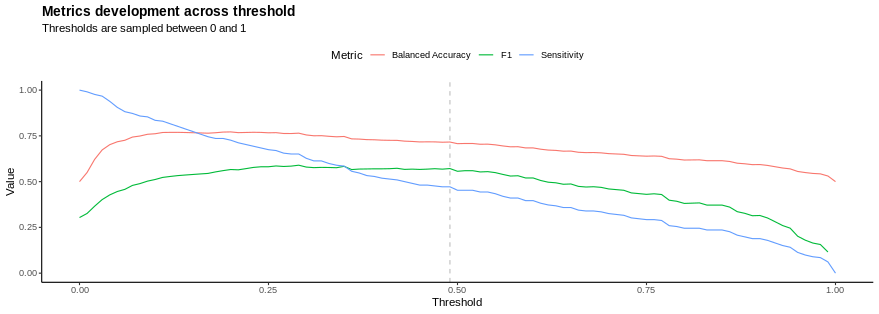 Metrics development across threshold
Thresholds are sampled between 0 and 1
Metric Balanced Accuracy F1 Sensitivity
1.00
0.75
0.50
0.25
0.00
Value
0.00 0.25 0.50 0.75 1.00
Threshold